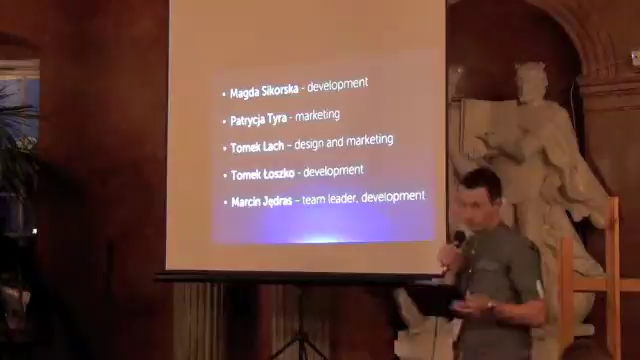 • Magda Sikorska - development
• Patrycja Tyra - marketing
• Tomek Lach – design and marketing
• Tomek Łoszko - development
• Marcin Jędras – team leader, development